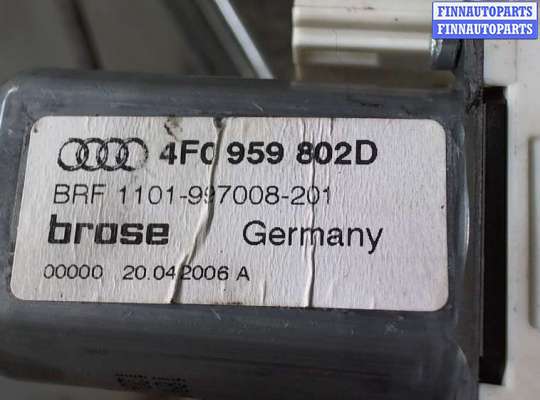 FINNAUTOPARTS
FINNAUTOPARTS
4F0 959 802D
BRF 1101-997008-201
brose Germany
00000 20.04.2006 A